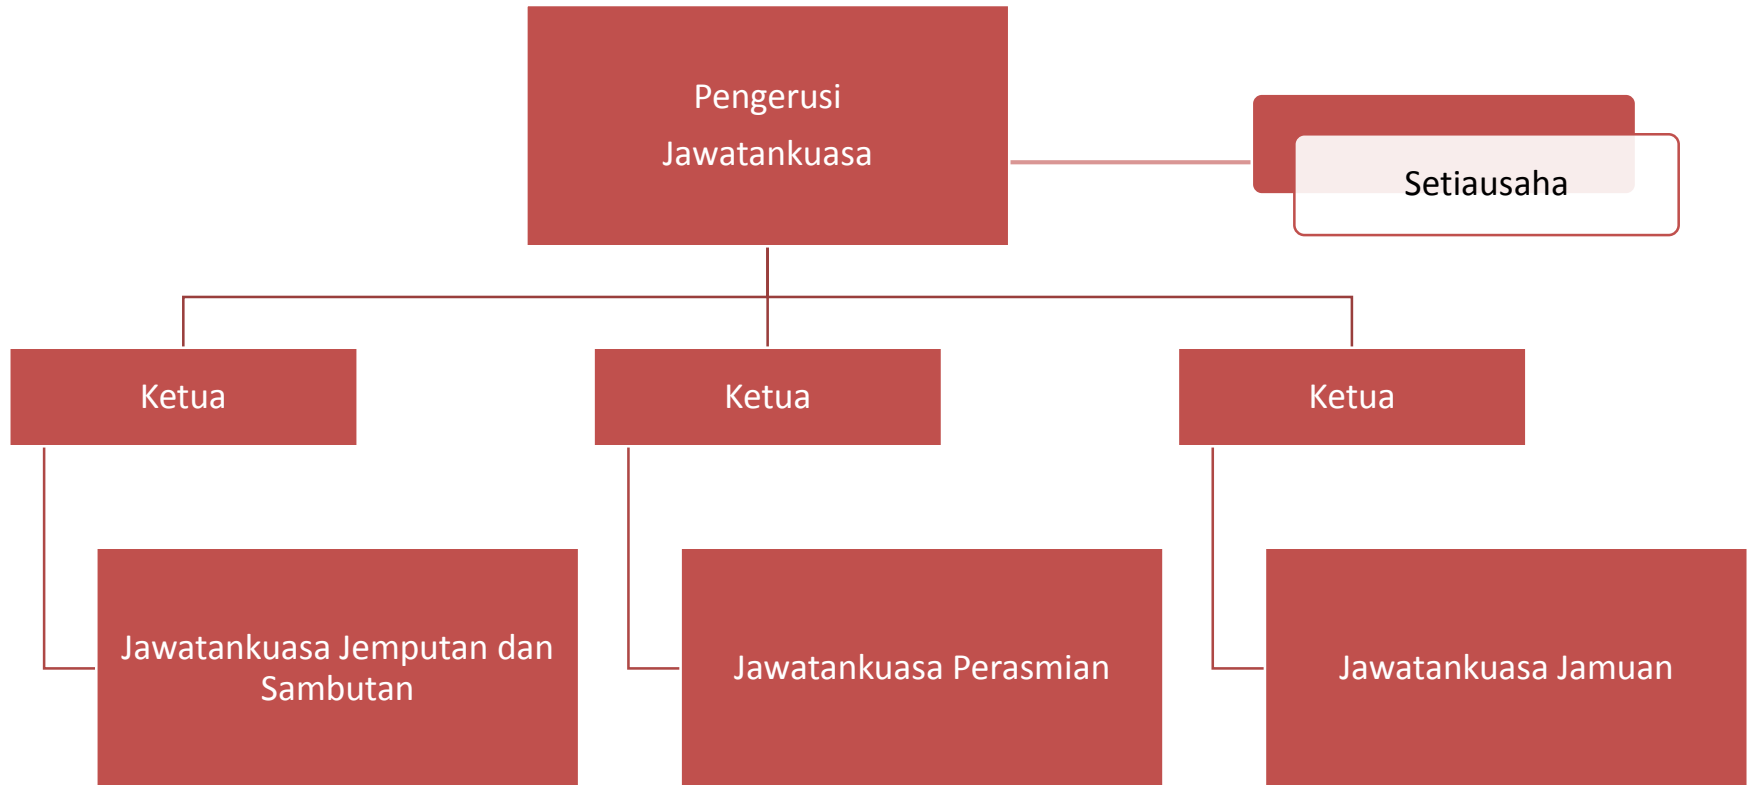 Pengerusi
Jawatankuasa
Setiausaha
Ketua
Ketua
Ketua
Jawatankuasa Jemputan dan
Sambutan
Jawatankuasa Perasmian
Jawatankuasa Jamuan